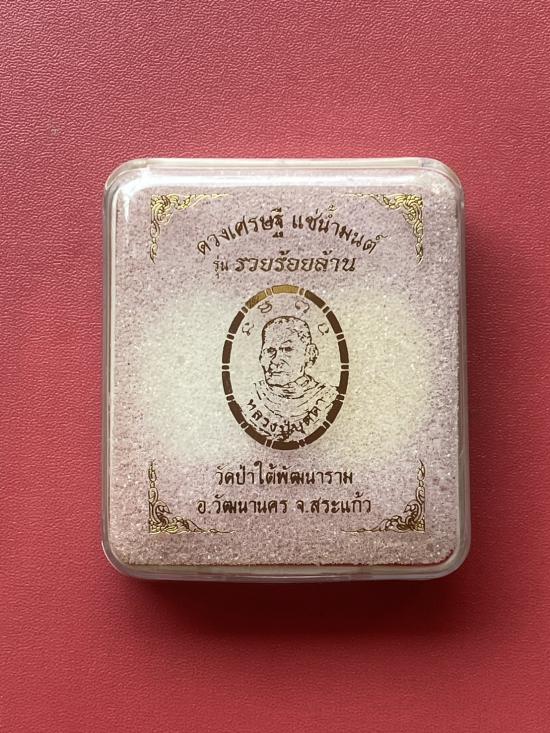 ดวงเศรษฐี แช่น้ำมนต์
รุ่น รวยร้อยล้าน
หลวงปู่บุศดา
วัดป่าใต้พัฒนาราม
อ.วัฒนานคร จ.สระแก้ว